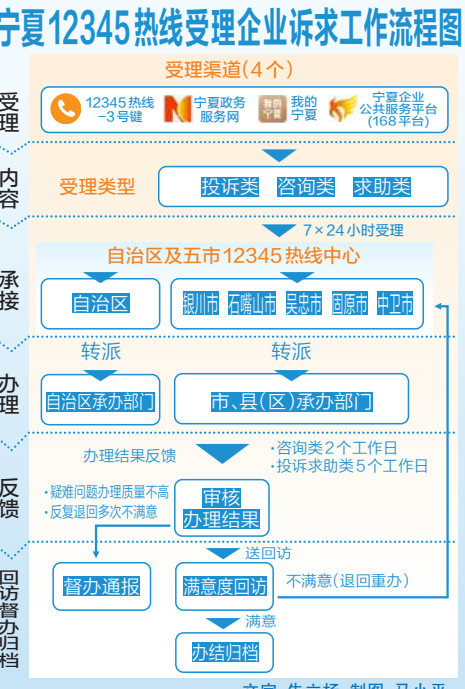 宁夏12345热线受理企业诉求工作流程图
受理
受理渠道(4个)
12345热线
-3号键
宁夏政务
服务网
我的
宁夏
我的
宁夏
宁夏企业
公共服务平台
(168平台)
内容
受理类型
投诉类 咨询类 求助类
7×24小时受理
承接
自治区及五市12345热线中心
自治区
银川市 石嘴山市 吴忠市 固原市 中卫市
转派 转派
办理
自治区承办部门
市、县(区)承办部门
反馈
办理结果反馈
·咨询类2个工作日
·投诉求助类5个工作日
·疑难问题办理质量不高
·反复退回多次不满意
审核
办理结果
送回访
回访督办归档
督办通报
满意度回访
不满意(退回重办)
满意
办结归档